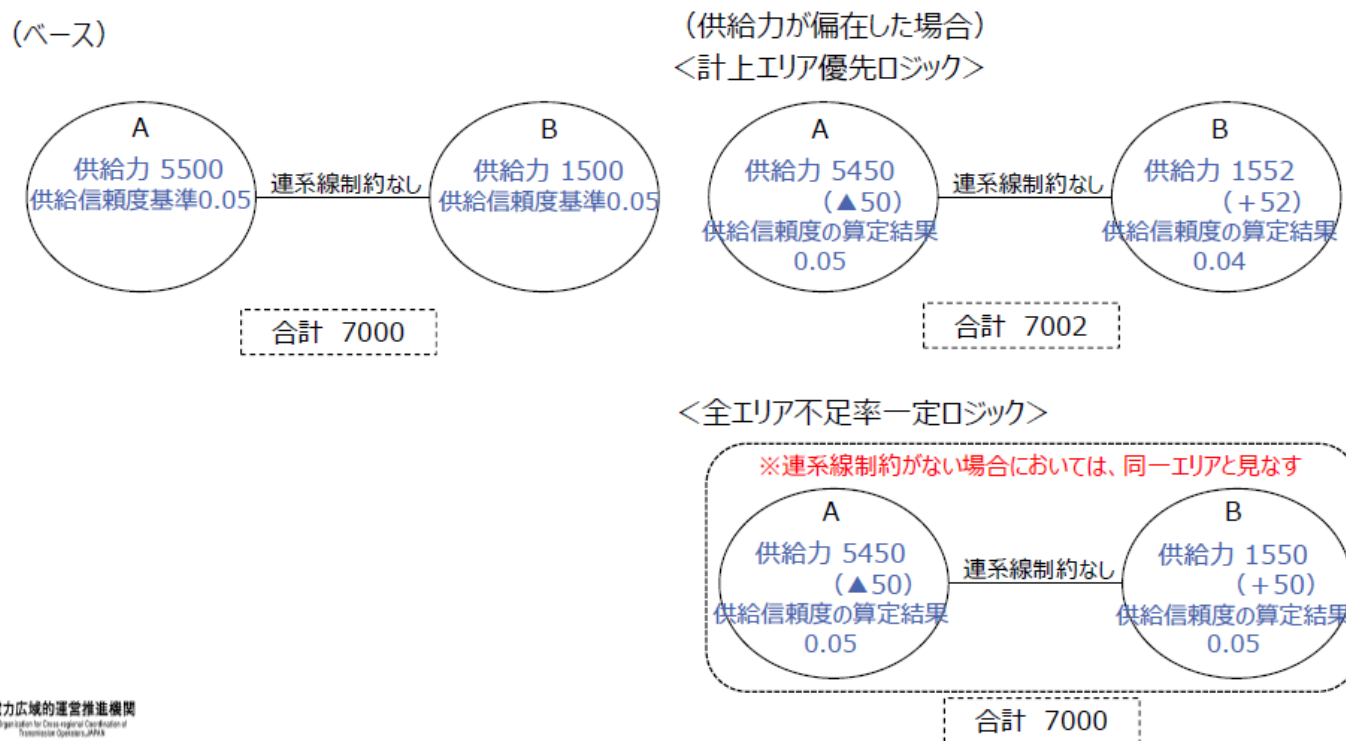 （ベース）
A
供給力 5500
供給信頼度基準0.05
連系線制約なし
B
供給力 1500
供給信頼度基準0.05
合計 7000
（供給力が偏在した場合）
＜計上エリア優先ロジック＞
A
供給力 5450
（▲50）
供給信頼度の算定結果
0.05
連系線制約なし
B
供給力 1552
（＋52）
供給信頼度の算定結果
0.04
合計 7002
＜全エリア不足率一定ロジック＞
※連系線制約がない場合においては、同一エリアと見なす
A
供給力 5450
（▲50）
供給信頼度の算定結果
0.05
連系線制約なし
B
供給力 1550
（＋50）
供給信頼度の算定結果
0.05
合計 7000
力広域的運営推進機関
Organization for Cross-regional Coordination of
Transmission Operators, JAPAN